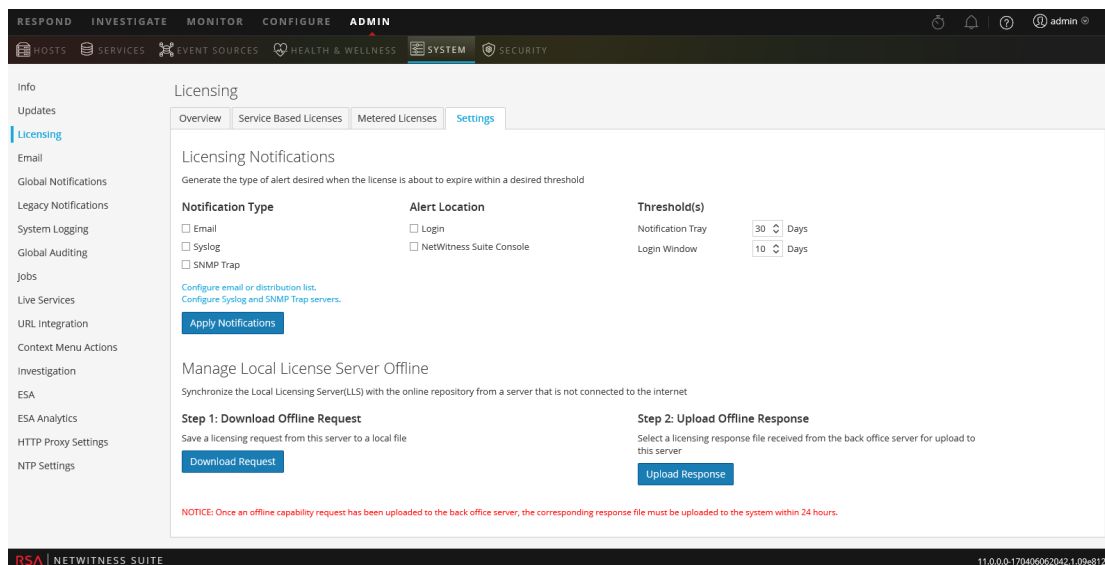 RESPOND INVESTIGATE MONITOR CONFIGURE ADMIN
admin
HOSTS SERVICES EVENT SOURCES HEALTH & WELLNESS SYSTEM SECURITY
Info
Updates
Licensing
Email
Global Notifications
Legacy Notifications
System Logging
Global Auditing
Jobs
Live Services
URL Integration
Context Menu Actions
Investigation
ESA
ESA Analytics
HTTP Proxy Settings
NTP Settings
Licensing
Overview Service Based Licenses Metered Licenses Settings
Licensing Notifications
Generate the type of alert desired when the license is about to expire within a desired threshold
Notification Type
Email
Syslog
SNMP Trap
Alert Location
Login
NetWitness Suite Console
Threshold(s)
Notification Tray 30 Days
Login Window 10 Days
Configure email or distribution list.
Configure Syslog and SNMP Trap servers.
Apply Notifications
Manage Local License Server Offline
Synchronize the Local Licensing Server(LLS) with the online repository from a server that is not connected to the internet
Step 1: Download Offline Request
Save a licensing request from this server to a local file
Download Request
Step 2: Upload Offline Response
Select a licensing response file received from the back office server for upload to
this server
Upload Response
NOTICE: Once an offline capability request has been uploaded to the back office server, the corresponding response file must be uploaded to the system within 24 hours.
RSA NETWITNESS SUITE
11.0.0.0-170406062042.1.09e812